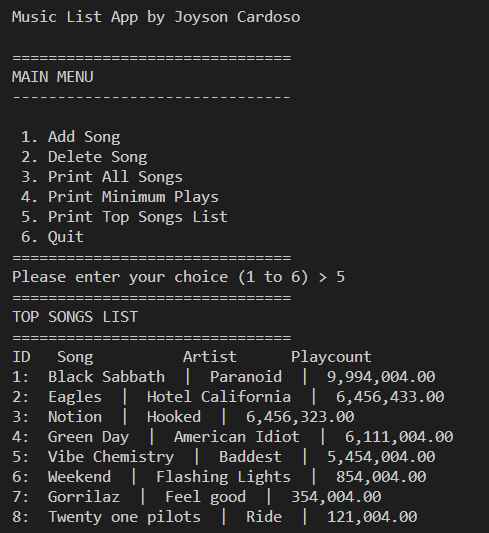 Music List App by Joyson Cardoso
===============================
MAIN MENU
-------------------------------
1. Add Song
2. Delete Song
3. Print All Songs
4. Print Minimum Plays
5. Print Top Songs List
6. Quit
===============================
Please enter your choice (1 to 6) > 5
===============================
TOP SONGS LIST
===============================
ID   Song          Artist      Playcount
1:  Black Sabbath  |  Paranoid  |  9,994,004.00
2:  Eagles  |  Hotel California  |  6,456,433.00
3:  Notion  |  Hooked  |  6,456,323.00
4:  Green Day  |  American Idiot  |  6,111,004.00
5:  Vibe Chemistry  |  Baddest  |  5,454,004.00
6:  Weekend  |  Flashing Lights  |  854,004.00
7:  Gorrilaz  |  Feel good  |  354,004.00
8:  Twenty one pilots  |  Ride  |  121,004.00